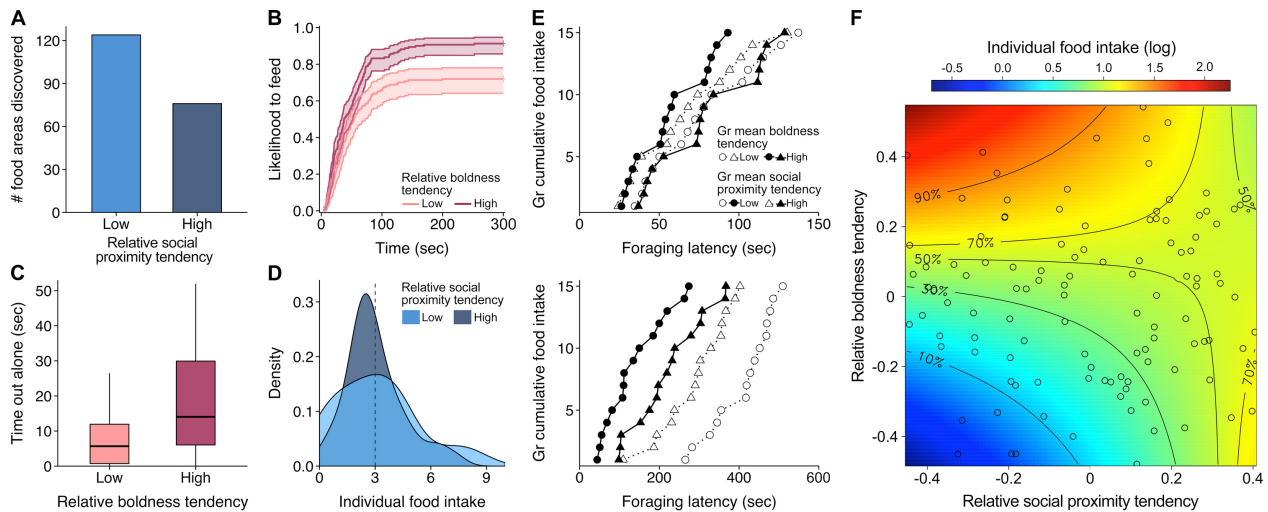 A
# food areas discovered
120
90
60
30
0
Low
High
Relative social
proximity tendency
B
Likelihood to feed
1.0
0.8
0.6
0.4
0.2
0.0
Relative boldness
tendency
Low
High
0
100
200
300
Time (sec)
C
Time out alone (sec)
50
40
30
20
10
0
Low
High
Relative boldness tendency
D
Density
0.3
0.2
0.1
0.0
Relative social
proximity tendency
Low
High
0
3
6
9
Individual food intake
E
Gr cumulative food intake
15
10
5
Gr mean boldness
tendency
Low
High
Gr mean social
proximity tendency
Low
High
0
50
100
150
Foraging latency (sec)
Gr cumulative food intake
15
10
5
0
200
400
600
Foraging latency (sec)
F
Individual food intake (log)
-0.5
0.0
0.5
1.0
1.5
2.0
Relative boldness tendency
0.4
0.2
0
-0.2
-0.4
90%
70%
50%
50%
30%
10%
70%
-0.4
-0.2
0
0.2
0.4
Relative social proximity tendency